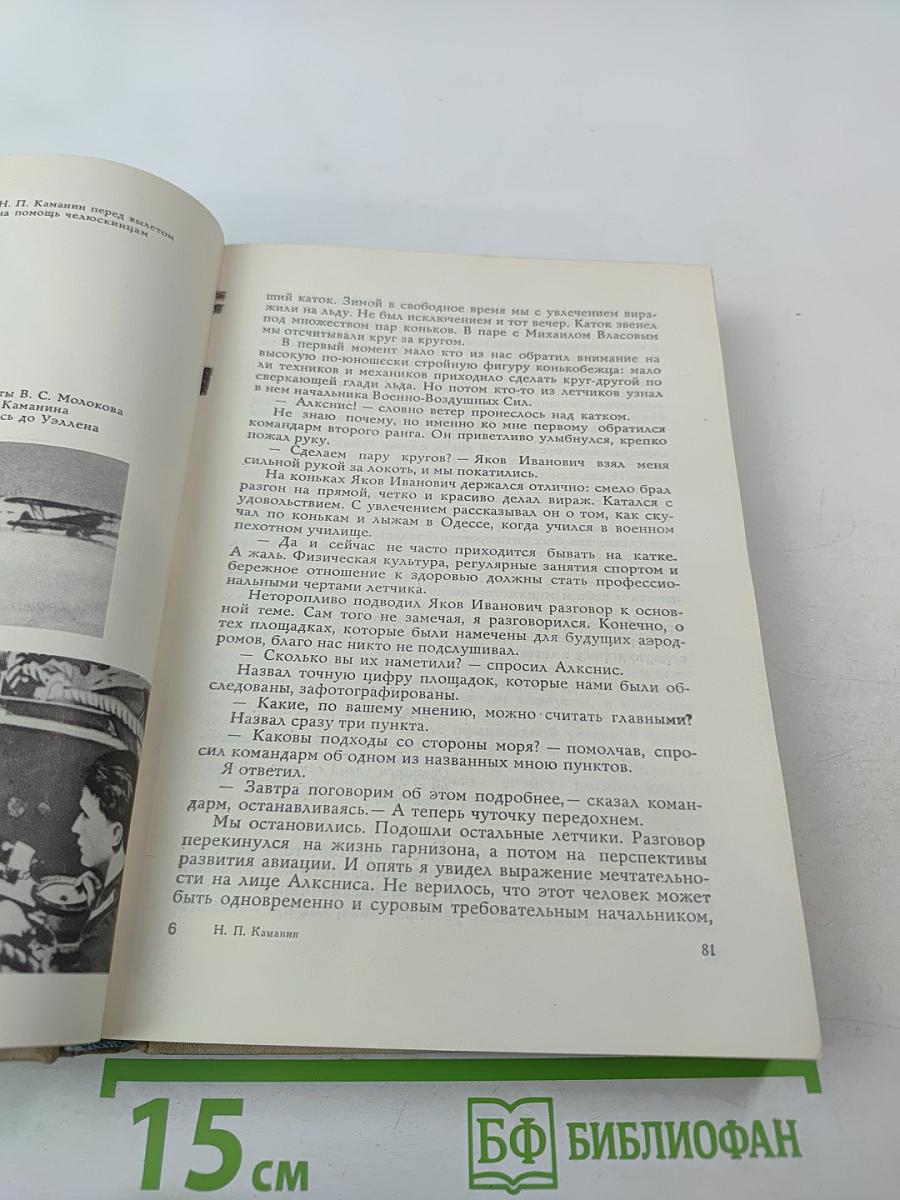 Н. П. Каманин перед вылетом
на помощь челюскинцам
В. С. Молокова
Каманина
до Уэллена
ший каток. Зимой в свободное время мы с увлечением вира-
жили на льду. Не был исключением и тот вечер. Каток звенел
под множеством пар коньков. В паре с Михаилом Власовым
мы отсчитывали круг за кругом.
В первый момент мало кто из нас обратил внимание на
высокую по-юношески стройную фигуру конькобежца: мало
ли техников и механиков приходило сделать круг-другой по
сверкающей глади льда. Но потом кто-то из летчиков узнал
в нем начальника Военно-Воздушных Сил.
— Алкснис! — словно ветер пронеслось над катком.
Не знаю почему, но именно ко мне первому обратился
командарм второго ранга. Он приветливо улыбнулся, крепко
пожал руку.
— Сделаем пару кругов? — Яков Иванович взял меня
сильной рукой за локоть, и мы покатились.
На коньках Яков Иванович держался отлично: смело брал
разгон на прямой, четко и красиво делал вираж. Катался с
удовольствием. С увлечением рассказывал он о том, как ску-
чал по конькам и лыжам в Одессе, когда учился в военном
пехотном училище.
— Да и сейчас не часто приходится бывать на катке.
А жаль. Физическая культура, регулярные занятия спортом и
бережное отношение к здоровью должны стать профессио-
нальными чертами летчика.
Неторопливо подводил Яков Иванович разговор к основ-
ной теме. Сам того не замечая, я разговорился. Конечно, о
тех площадках, которые были намечены для будущих аэрод-
ромов, благо нас никто не подслушивал.
— Сколько вы их наметили? — спросил Алкснис.
Назвал точную цифру площадок, которые нами были об-
следованы, зафотографированы.
— Какие, по вашему мнению, можно считать главными?
Назвал сразу три пункта.
— Каковы подходы со стороны моря? — помолчав, спро-
сил командарм об одном из названных мною пунктов.
Я ответил.
— Завтра поговорим об этом подробнее,— сказал коман-
дарм, останавливаясь.— А теперь чуточку передохнем.
Мы остановились. Подошли остальные летчики. Разговор
перекинулся на жизнь гарнизона, а потом на перспективы
развития авиации. И опять я увидел выражение мечтательно-
сти на лице Алксниса. Не верилось, что этот человек может
быть одновременно и суровым требовательным начальником,
6 Н. П. Каманин
81
15 см
БФ БИБЛИОФАН